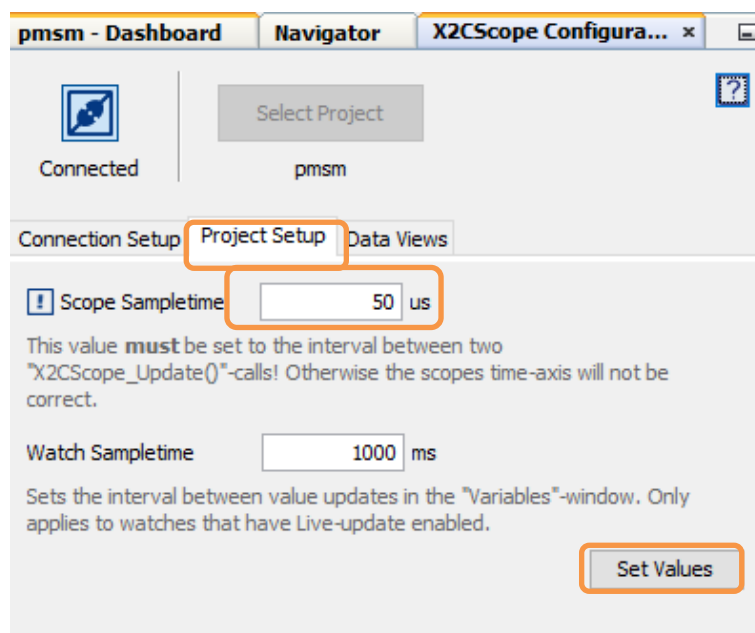 pmsm - Dashboard Navigator X2CScope Configura... ×
Select Project
?
Connected pmsm
Connection Setup Project Setup Data Views
! Scope Sampletime 50 us
This value must be set to the interval between two
"X2CScope_Update()"-calls! Otherwise the scopes time-axis will not be
correct.
Watch Sampletime 1000 ms
Sets the interval between value updates in the "Variables"-window. Only
applies to watches that have Live-update enabled.
Set Values